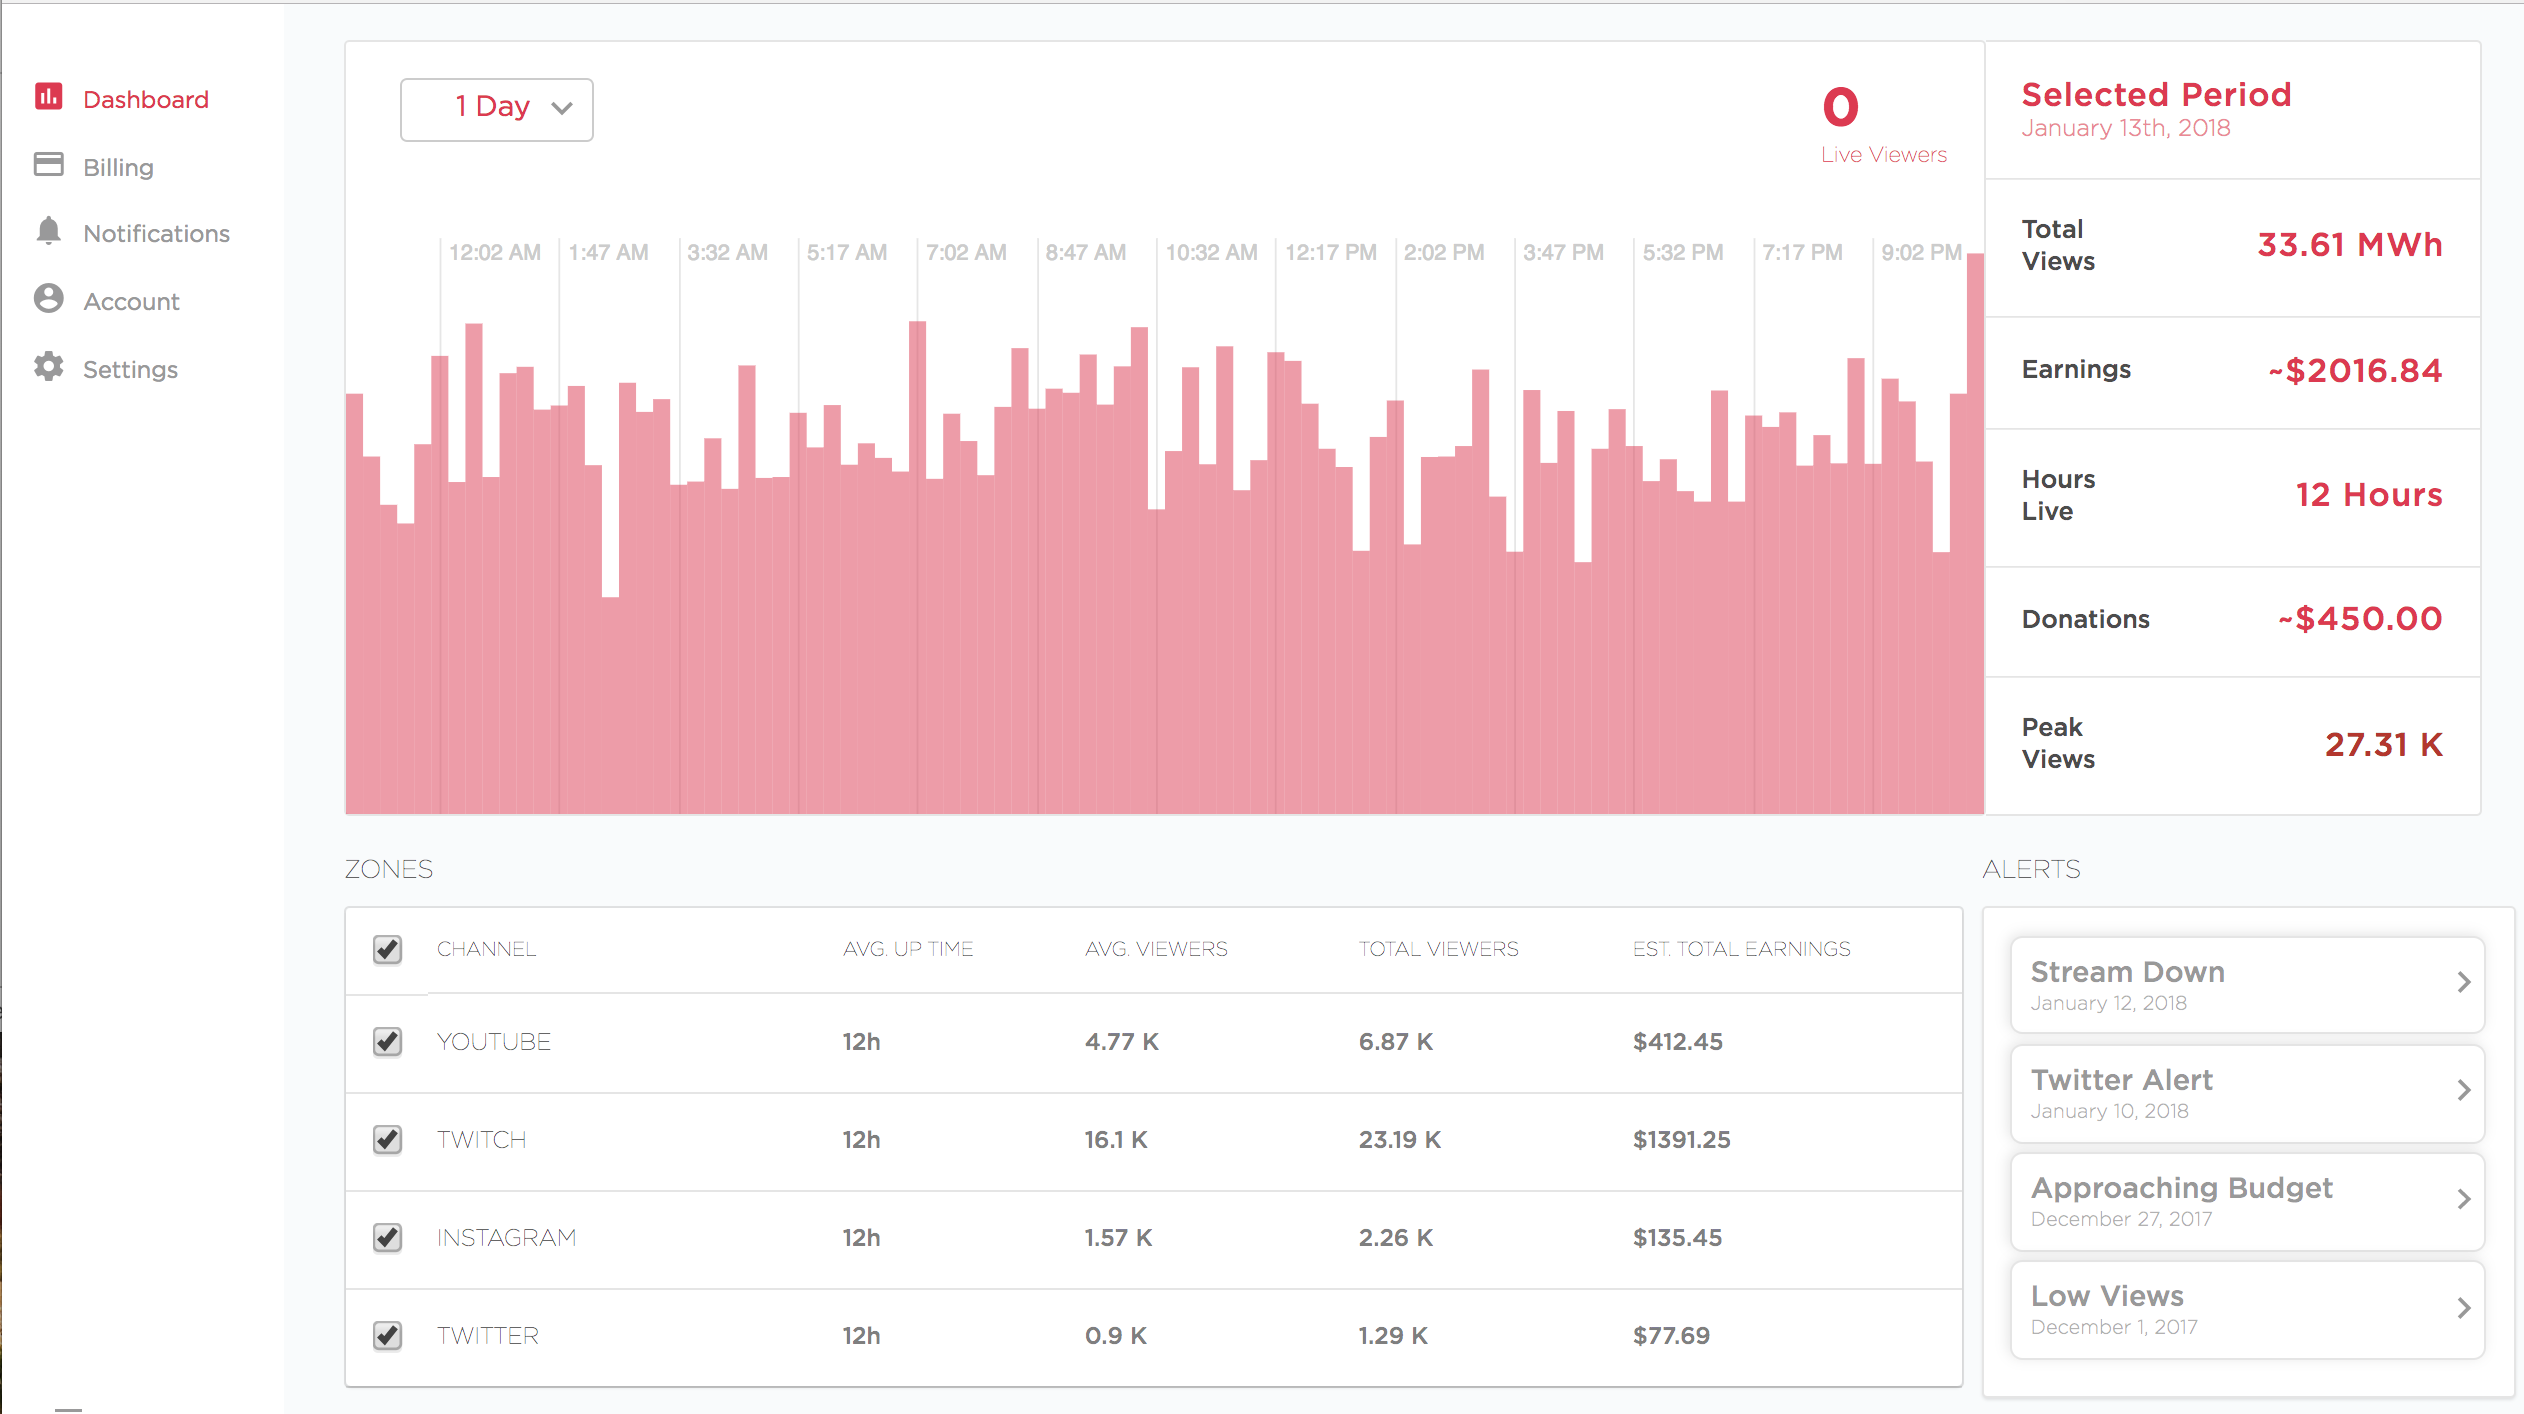 Dashboard
Billing
Notifications
Account
Settings
1 Day
0
Live Viewers
12:02 AM 1:47 AM 3:32 AM 5:17 AM 7:02 AM 8:47 AM 10:32 AM 12:17 PM 2:02 PM 3:47 PM 5:32 PM 7:17 PM 9:02 PM
Selected Period
January 13th, 2018
Total
Views
33.61 MWh
Earnings ~$2016.84
Hours
Live
12 Hours
Donations ~$450.00
Peak
Views
27.31 K
ZONES
CHANNEL AVG. UP TIME AVG. VIEWERS TOTAL VIEWERS EST. TOTAL EARNINGS
YOUTUBE 12h 4.77 K 6.87 K $412.45
TWITCH 12h 16.1 K 23.19 K $1391.25
INSTAGRAM 12h 1.57 K 2.26 K $135.45
TWITTER 12h 0.9 K 1.29 K $77.69
ALERTS
Stream Down
January 12, 2018
Twitter Alert
January 10, 2018
Approaching Budget
December 27, 2017
Low Views
December 1, 2017